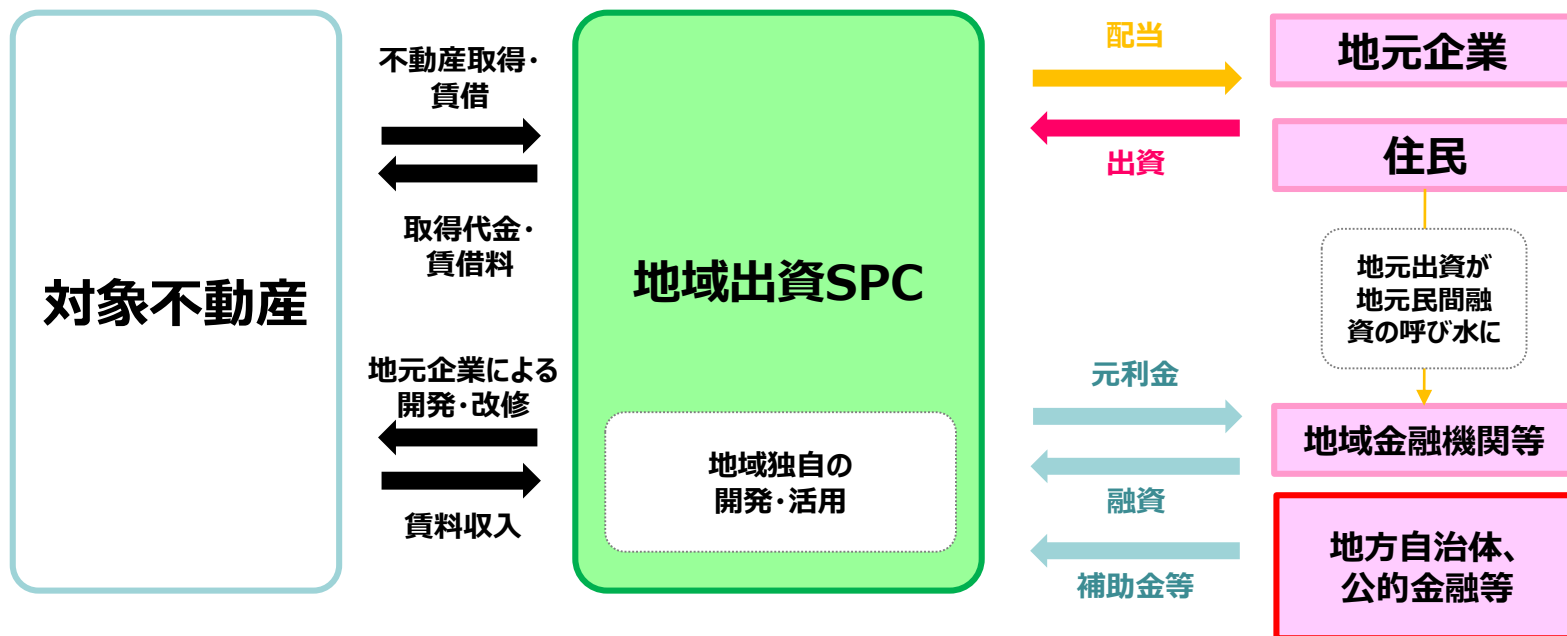 対象不動産
不動産取得・
賃借
取得代金・
賃借料
地元企業による
開発・改修
賃料収入
地域出資SPC
地域独自の
開発・活用
配当
出資
元利金
融資
補助金等
地元企業
住民
地元出資が
地元民間融
資の呼び水に
地域金融機関等
地方自治体、
公的金融等